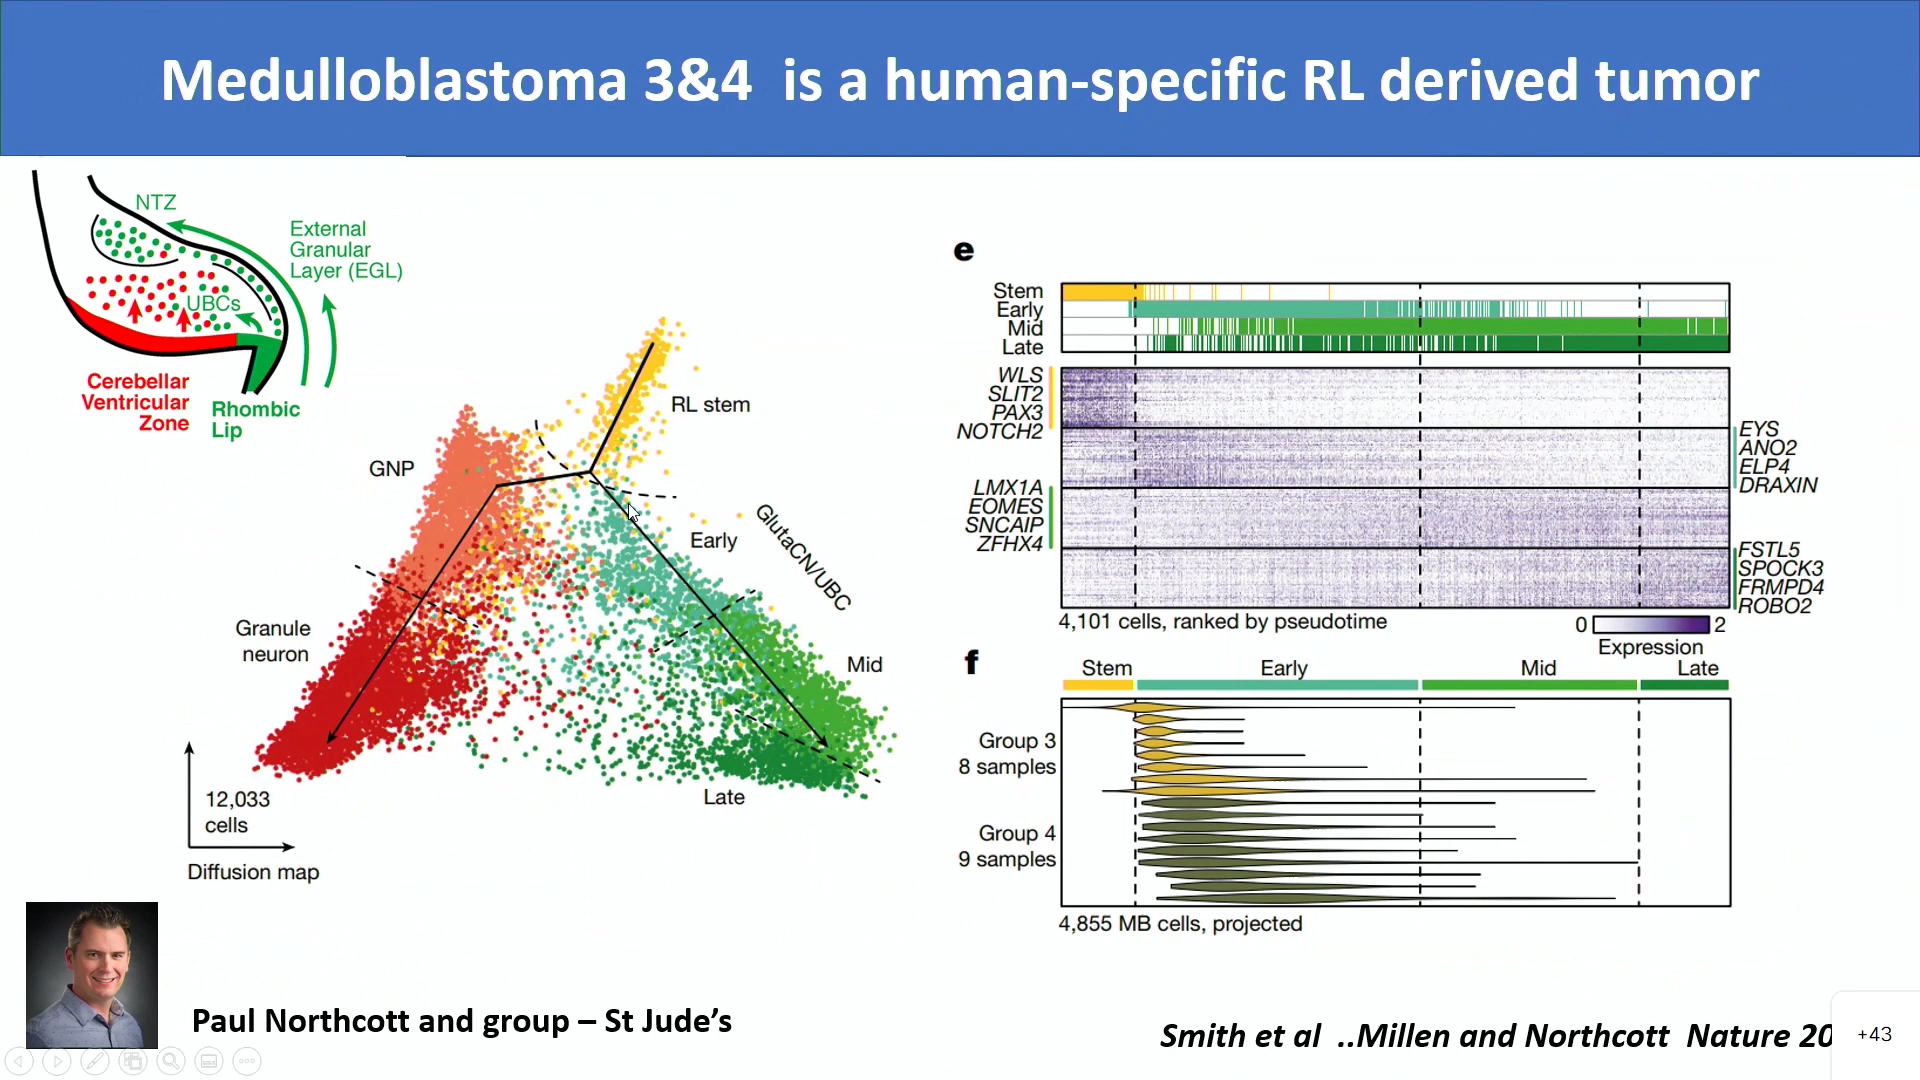 Medulloblastoma 3&4 is a human-specific RL derived tumor
NTZ
External
Granular
Layer (EGL)
UBCs
Cerebellar
Ventricular
Zone
Rhombic
Lip
RL stem
GNP
Early
GlutaCN/UBC
Granule
neuron
Mid
Late
12,033
cells
Diffusion map
e
Stem
Early
Mid
Late
WLS
SLIT2
PAX3
NOTCH2
EYS
ANO2
ELP4
DRAXIN
LMX1A
EOMES
SNCAIP
ZFHX4
FSTL5
SPOCK3
FRMPD4
ROBO2
4,101 cells, ranked by pseudotime
0 2
Expression
f
Stem Early Mid Late
Group 3
8 samples
Group 4
9 samples
4,855 MB cells, projected
Paul Northcott and group – St Jude’s
Smith et al ..Millen and Northcott Nature 20
+43